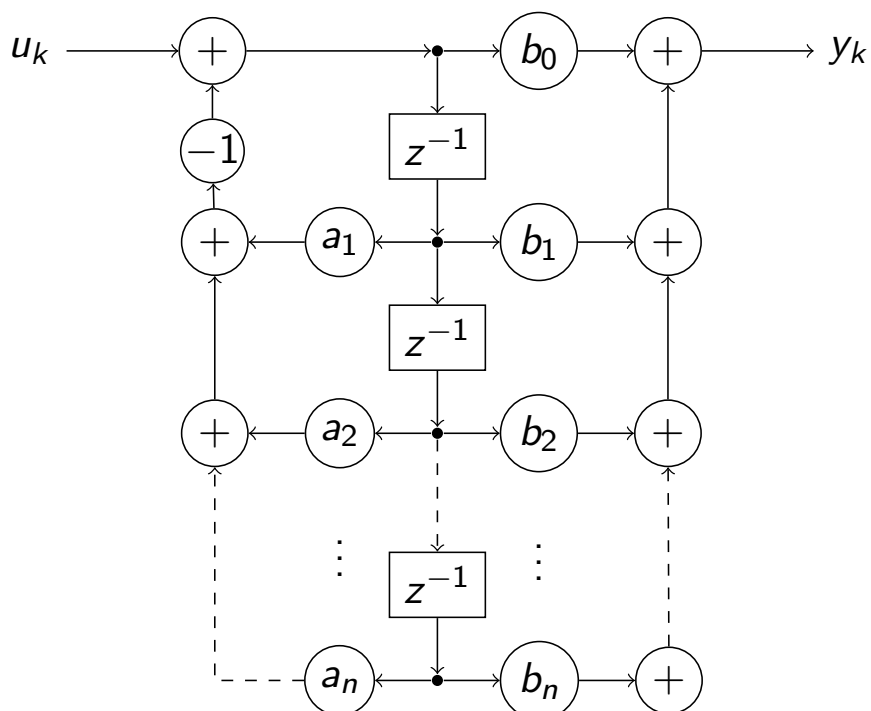 u_k + b_0 + y_k
z^{-1}
-1
+ a_1 b_1 +
z^{-1}
+ a_2 b_2 +
⋮ ⋮
z^{-1}
a_n b_n +